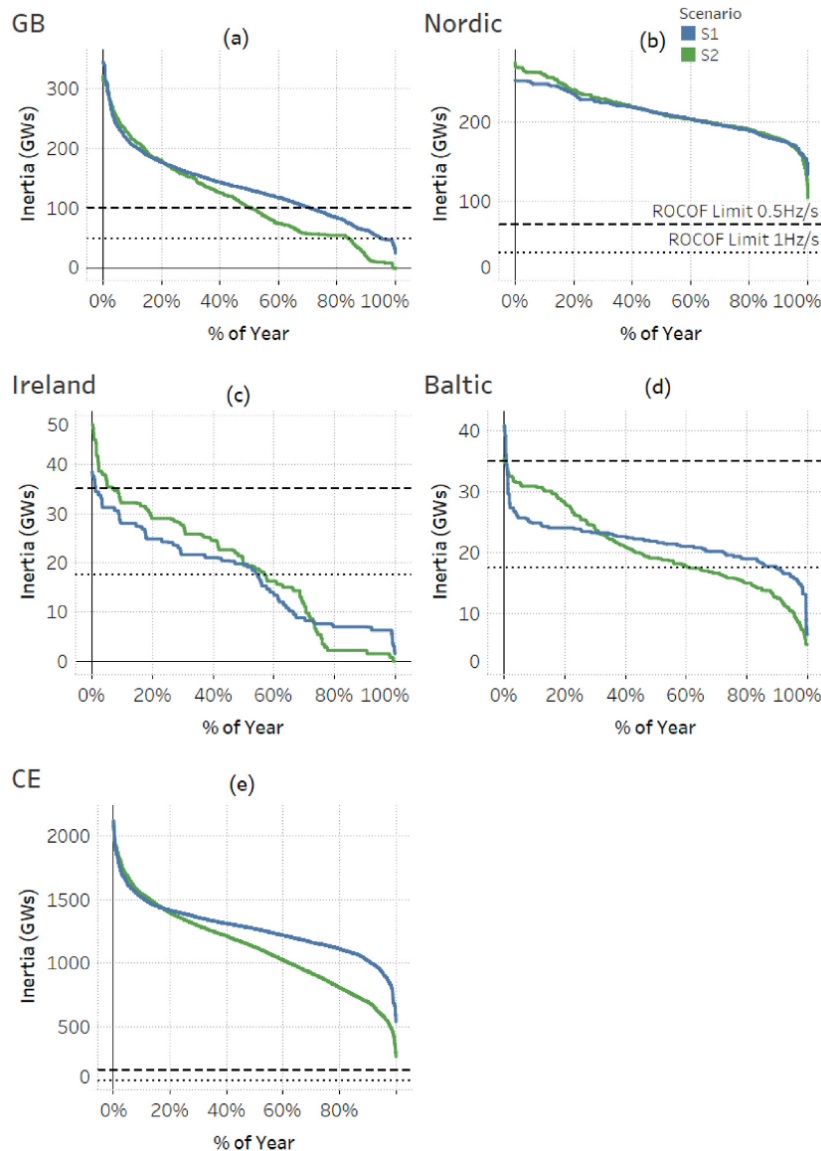 GB
(a)
Inertia (GWs)
300
200
100
0
0% 20% 40% 60% 80% 100%
% of Year
Nordic
(b)
Scenario
S1
S2
Inertia (GWs)
200
100
0
ROCOF Limit 0.5Hz/s
ROCOF Limit 1Hz/s
0% 20% 40% 60% 80% 100%
% of Year
Ireland
(c)
Inertia (GWs)
50
40
30
20
10
0
0% 20% 40% 60% 80% 100%
% of Year
Baltic
(d)
Inertia (GWs)
40
30
20
10
0
0% 20% 40% 60% 80% 100%
% of Year
CE
(e)
Inertia (GWs)
2000
1500
1000
500
0
0% 20% 40% 60% 80%
% of Year